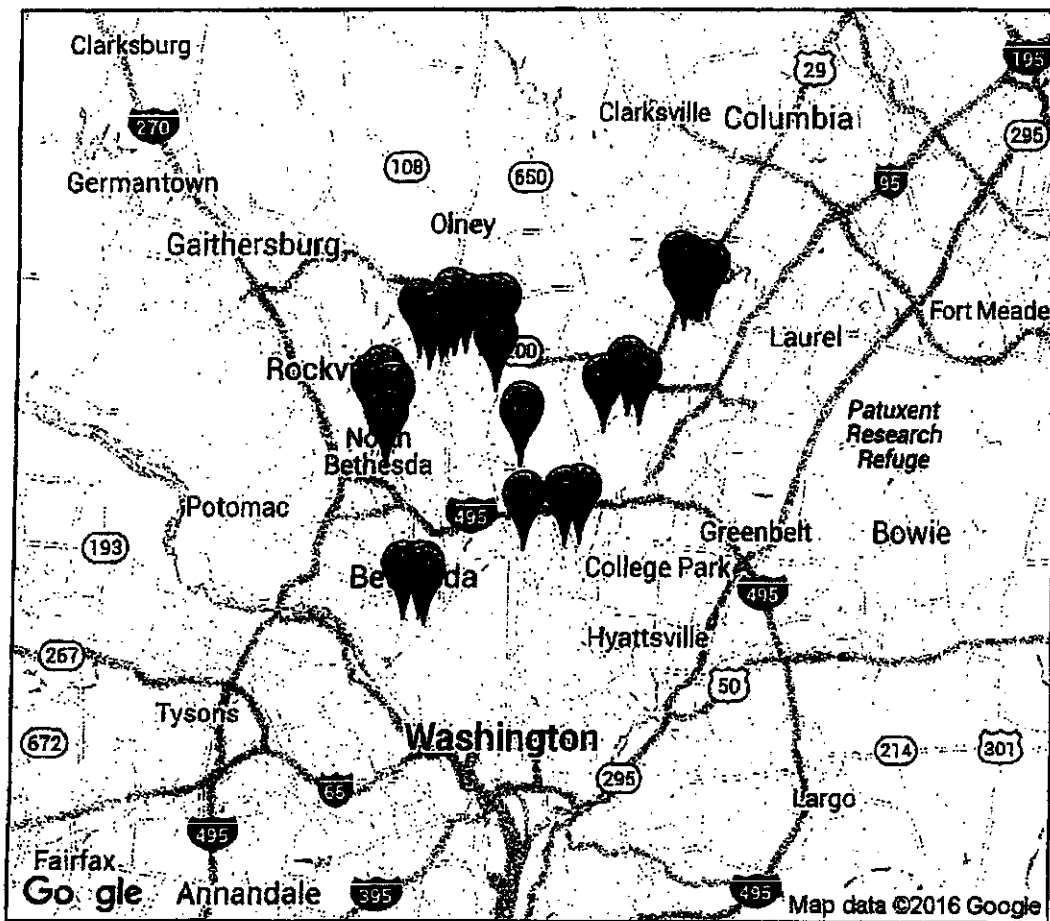 Clarksburg
29
195
270
Clarksville
Columbia
295
108
650
95
Germantown
Olney
Gaithersburg
Fort Meade
Laurel
200
Rockv
Patuxent
Research
Refuge
North
Bethesda
Potomac
495
Greenbelt
Bowie
193
Be da
College Park
495
Hyattsville
267
50
Tysons
Washington
672
214
301
295
66
Largo
495
Fairfax
Go gle
Annandale
395
495
Map data ©2016 Google